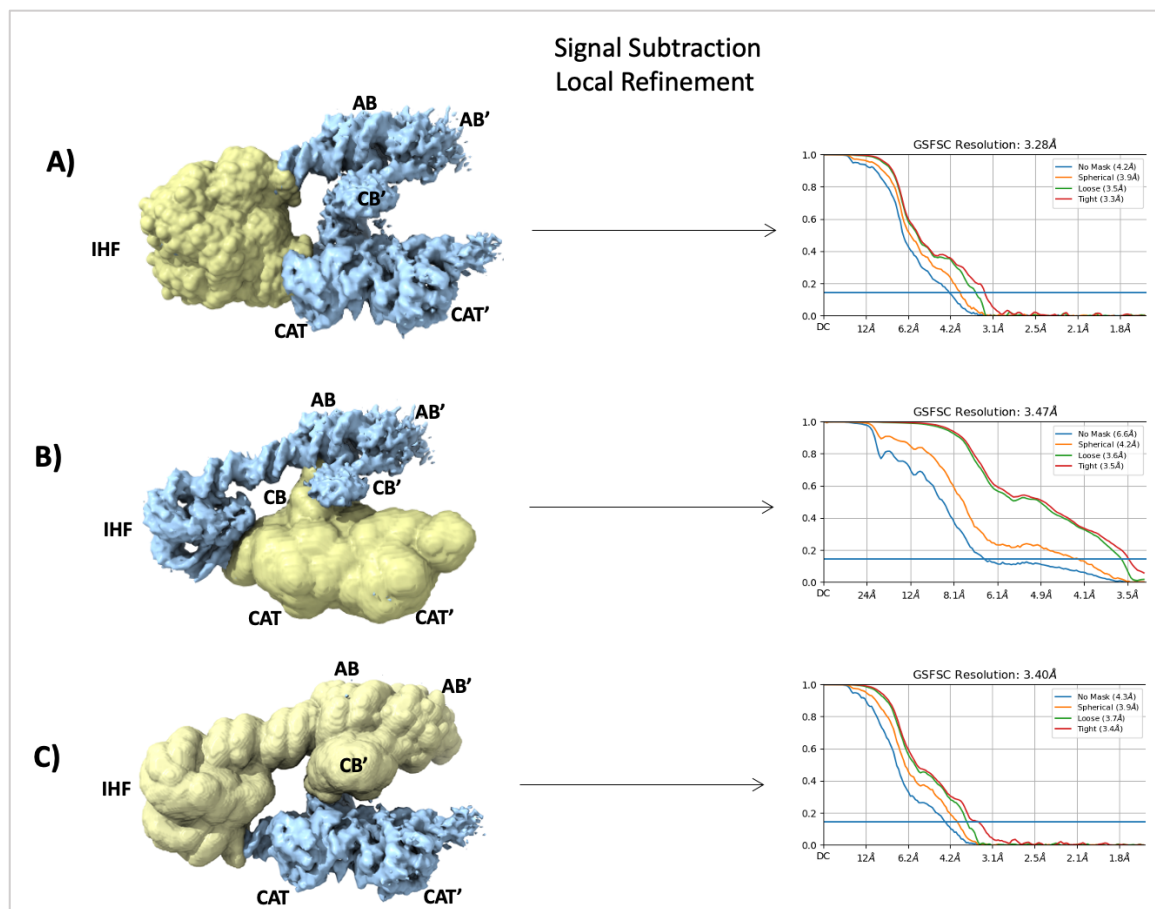 Signal Subtraction
Local Refinement
A)
AB
AB’
CB’
IHF
CAT
CAT’
GSFSC Resolution: 3.28Å
No Mask (4.2Å)
Spherical (3.9Å)
Loose (3.5Å)
Tight (3.3Å)
1.0
0.8
0.6
0.4
0.2
0.0
DC 12Å 6.2Å 4.2Å 3.1Å 2.5Å 2.1Å 1.8Å
B)
AB
AB’
CB
CB’
IHF
CAT
CAT’
GSFSC Resolution: 3.47Å
No Mask (6.6Å)
Spherical (4.2Å)
Loose (3.6Å)
Tight (3.5Å)
1.0
0.8
0.6
0.4
0.2
0.0
DC 24Å 12Å 8.1Å 6.1Å 4.9Å 4.1Å 3.5Å
C)
AB
AB’
CB’
IHF
CAT
CAT’
GSFSC Resolution: 3.40Å
No Mask (4.3Å)
Spherical (3.9Å)
Loose (3.7Å)
Tight (3.4Å)
1.0
0.8
0.6
0.4
0.2
0.0
DC 12Å 6.2Å 4.2Å 3.1Å 2.5Å 2.1Å 1.8Å